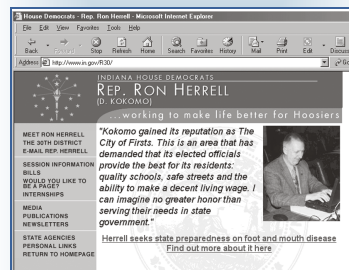 House Democrats - Rep. Ron Herrell - Microsoft Internet Explorer
File Edit View Favorites Tools Help
Back Forward Stop Refresh Home Search Favorites History Mail Print Edit Discuss
Address http://www.in.gov/R30/ Go
INDIANA HOUSE DEMOCRATS
REP. RON HERRELL
(D. KOKOMO)
...working to make life better for Hoosiers
MEET RON HERRELL
THE 30TH DISTRICT
E-MAIL REP. HERRELL
SESSION INFORMATION
BILLS
WOULD YOU LIKE TO
BE A PAGE?
INTERNSHIPS
MEDIA
PUBLICATIONS
NEWSLETTERS
STATE AGENCIES
PERSONAL LINKS
RETURN TO HOMEPAGE
"Kokomo gained its reputation as The
City of Firsts. This is an area that has
demanded that its elected officials
provide the best for its residents:
quality schools, safe streets and the
ability to make a decent living wage. I
can imagine no greater honor than
serving their needs in state
government."
Herrell seeks state preparedness on foot and mouth disease
Find out more about it here